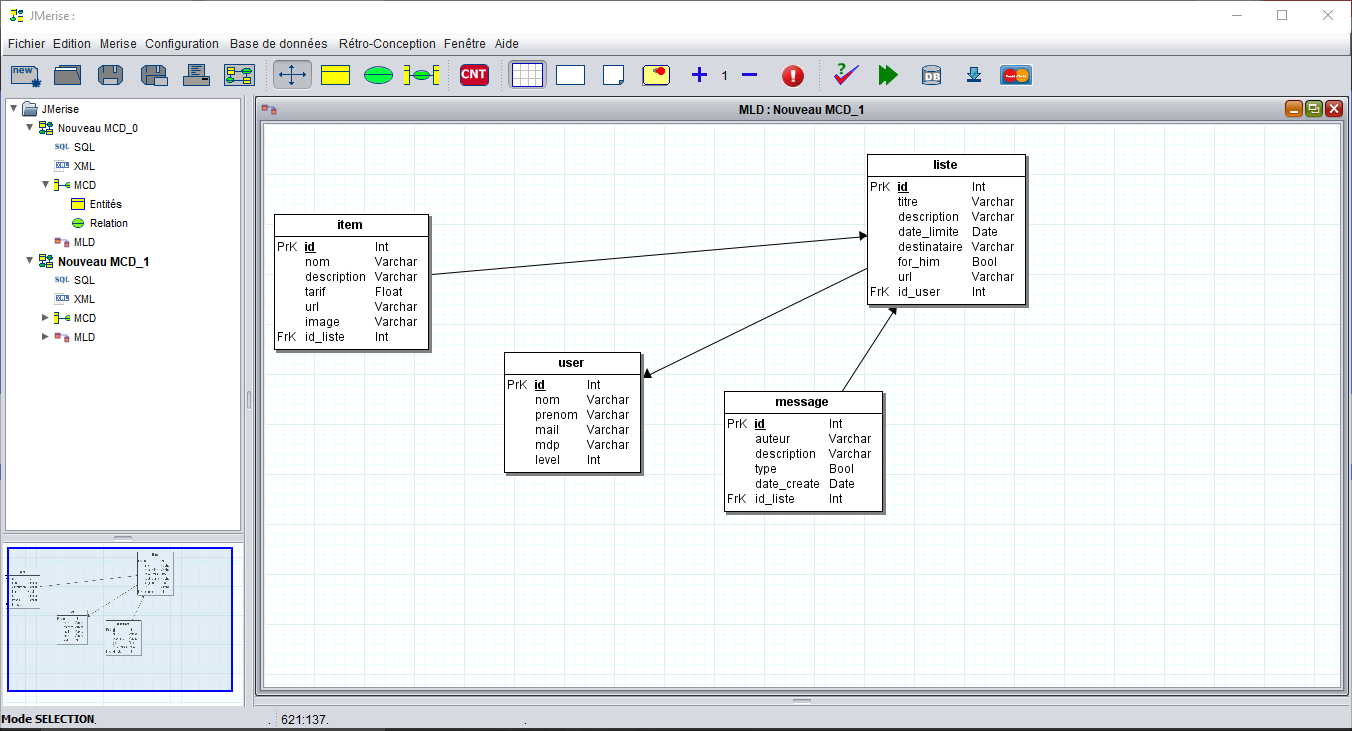 JMerise :
Fichier Edition Merise Configuration Base de données Rétro-Conception Fenêtre Aide
new CNT 1 ? DB
JMerise
Nouveau MCD_0
SQL SQL
XML XML
MCD
Entités
Relation
MLD
Nouveau MCD_1
SQL SQL
XML XML
MCD
MLD
MLD : Nouveau MCD_1
item
PrK id Int
nom Varchar
description Varchar
tarif Float
url Varchar
image Varchar
FrK id_liste Int
user
PrK id Int
nom Varchar
prenom Varchar
mail Varchar
mdp Varchar
level Int
liste
PrK id Int
titre Varchar
description Varchar
date_limite Date
destinataire Varchar
for_him Bool
url Varchar
FrK id_user Int
message
PrK id Int
auteur Varchar
description Varchar
type Bool
date_create Date
FrK id_liste Int
Mode SELECTION. . 621:137. .